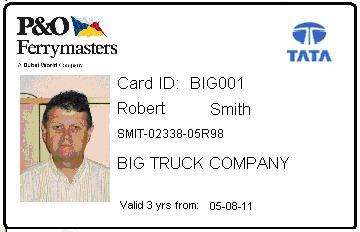 P&O
Ferrymasters
A Dubai World Company
TATA
Card ID: BIG001
Robert Smith
SMIT-02338-05R98
BIG TRUCK COMPANY
Valid 3 yrs from: 05-08-11